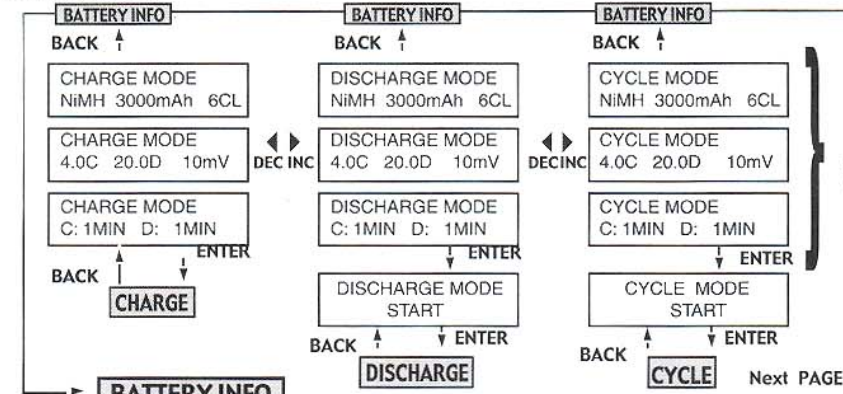 BATTERY INFO
BACK
CHARGE MODE
NiMH 3000mAh 6CL
CHARGE MODE
4.0C 20.0D 10mV
CHARGE MODE
C: 1MIN D: 1MIN
BACK
ENTER
CHARGE
DEC INC
BATTERY INFO
BACK
DISCHARGE MODE
NiMH 3000mAh 6CL
DISCHARGE MODE
4.0C 20.0D 10mV
DISCHARGE MODE
C: 1MIN D: 1MIN
ENTER
DISCHARGE MODE
START
BACK
ENTER
DISCHARGE
DEC INC
BATTERY INFO
BACK
CYCLE MODE
NiMH 3000mAh 6CL
CYCLE MODE
4.0C 20.0D 10mV
CYCLE MODE
C: 1MIN D: 1MIN
ENTER
CYCLE MODE
START
BACK
ENTER
CYCLE
Next PAGE
BATTERY INFO